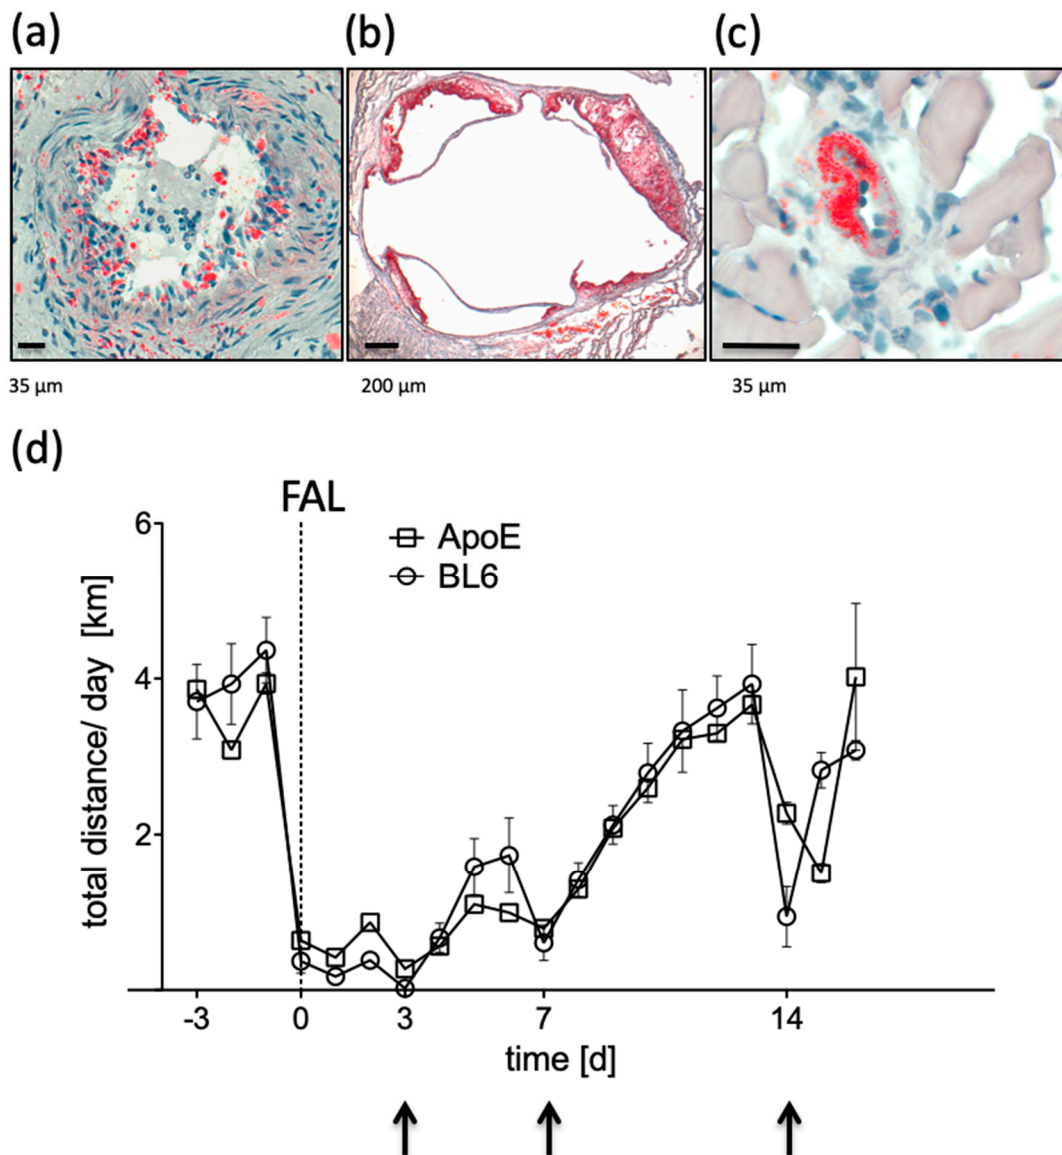 (a) (b) (c)
35 µm 200 µm 35 µm
(d)
FAL
ApoE
BL6
6
4
2
total distance/ day [km]
-3 0 3 7 14
time [d]